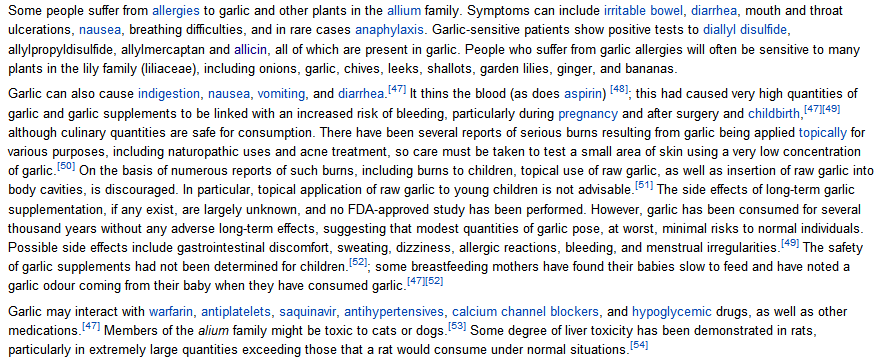 Some people suffer from allergies to garlic and other plants in the allium family. Symptoms can include irritable bowel, diarrhea, mouth and throat
ulcerations, nausea, breathing difficulties, and in rare cases anaphylaxis. Garlic-sensitive patients show positive tests to diallyl disulfide,
allylpropyldisulfide, allylmercaptan and allicin, all of which are present in garlic. People who suffer from garlic allergies will often be sensitive to many
plants in the lily family (liliaceae), including onions, garlic, chives, leeks, shallots, garden lilies, ginger, and bananas.
Garlic can also cause indigestion, nausea, vomiting, and diarrhea.[47] It thins the blood (as does aspirin) [48]; this had caused very high quantities of
garlic and garlic supplements to be linked with an increased risk of bleeding, particularly during pregnancy and after surgery and childbirth,[47][49]
although culinary quantities are safe for consumption. There have been several reports of serious burns resulting from garlic being applied topically for
various purposes, including naturopathic uses and acne treatment, so care must be taken to test a small area of skin using a very low concentration
of garlic.[50] On the basis of numerous reports of such burns, including burns to children, topical use of raw garlic, as well as insertion of raw garlic into
body cavities, is discouraged. In particular, topical application of raw garlic to young children is not advisable.[51] The side effects of long-term garlic
supplementation, if any exist, are largely unknown, and no FDA-approved study has been performed. However, garlic has been consumed for several
thousand years without any adverse long-term effects, suggesting that modest quantities of garlic pose, at worst, minimal risks to normal individuals.
Possible side effects include gastrointestinal discomfort, sweating, dizziness, allergic reactions, bleeding, and menstrual irregularities.[49] The safety
of garlic supplements had not been determined for children.[52]; some breastfeeding mothers have found their babies slow to feed and have noted a
garlic odour coming from their baby when they have consumed garlic.[47][52]
Garlic may interact with warfarin, antiplatelets, saquinavir, antihypertensives, calcium channel blockers, and hypoglycemic drugs, as well as other
medications.[47] Members of the alium family might be toxic to cats or dogs.[53] Some degree of liver toxicity has been demonstrated in rats,
particularly in extremely large quantities exceeding those that a rat would consume under normal situations.[54]